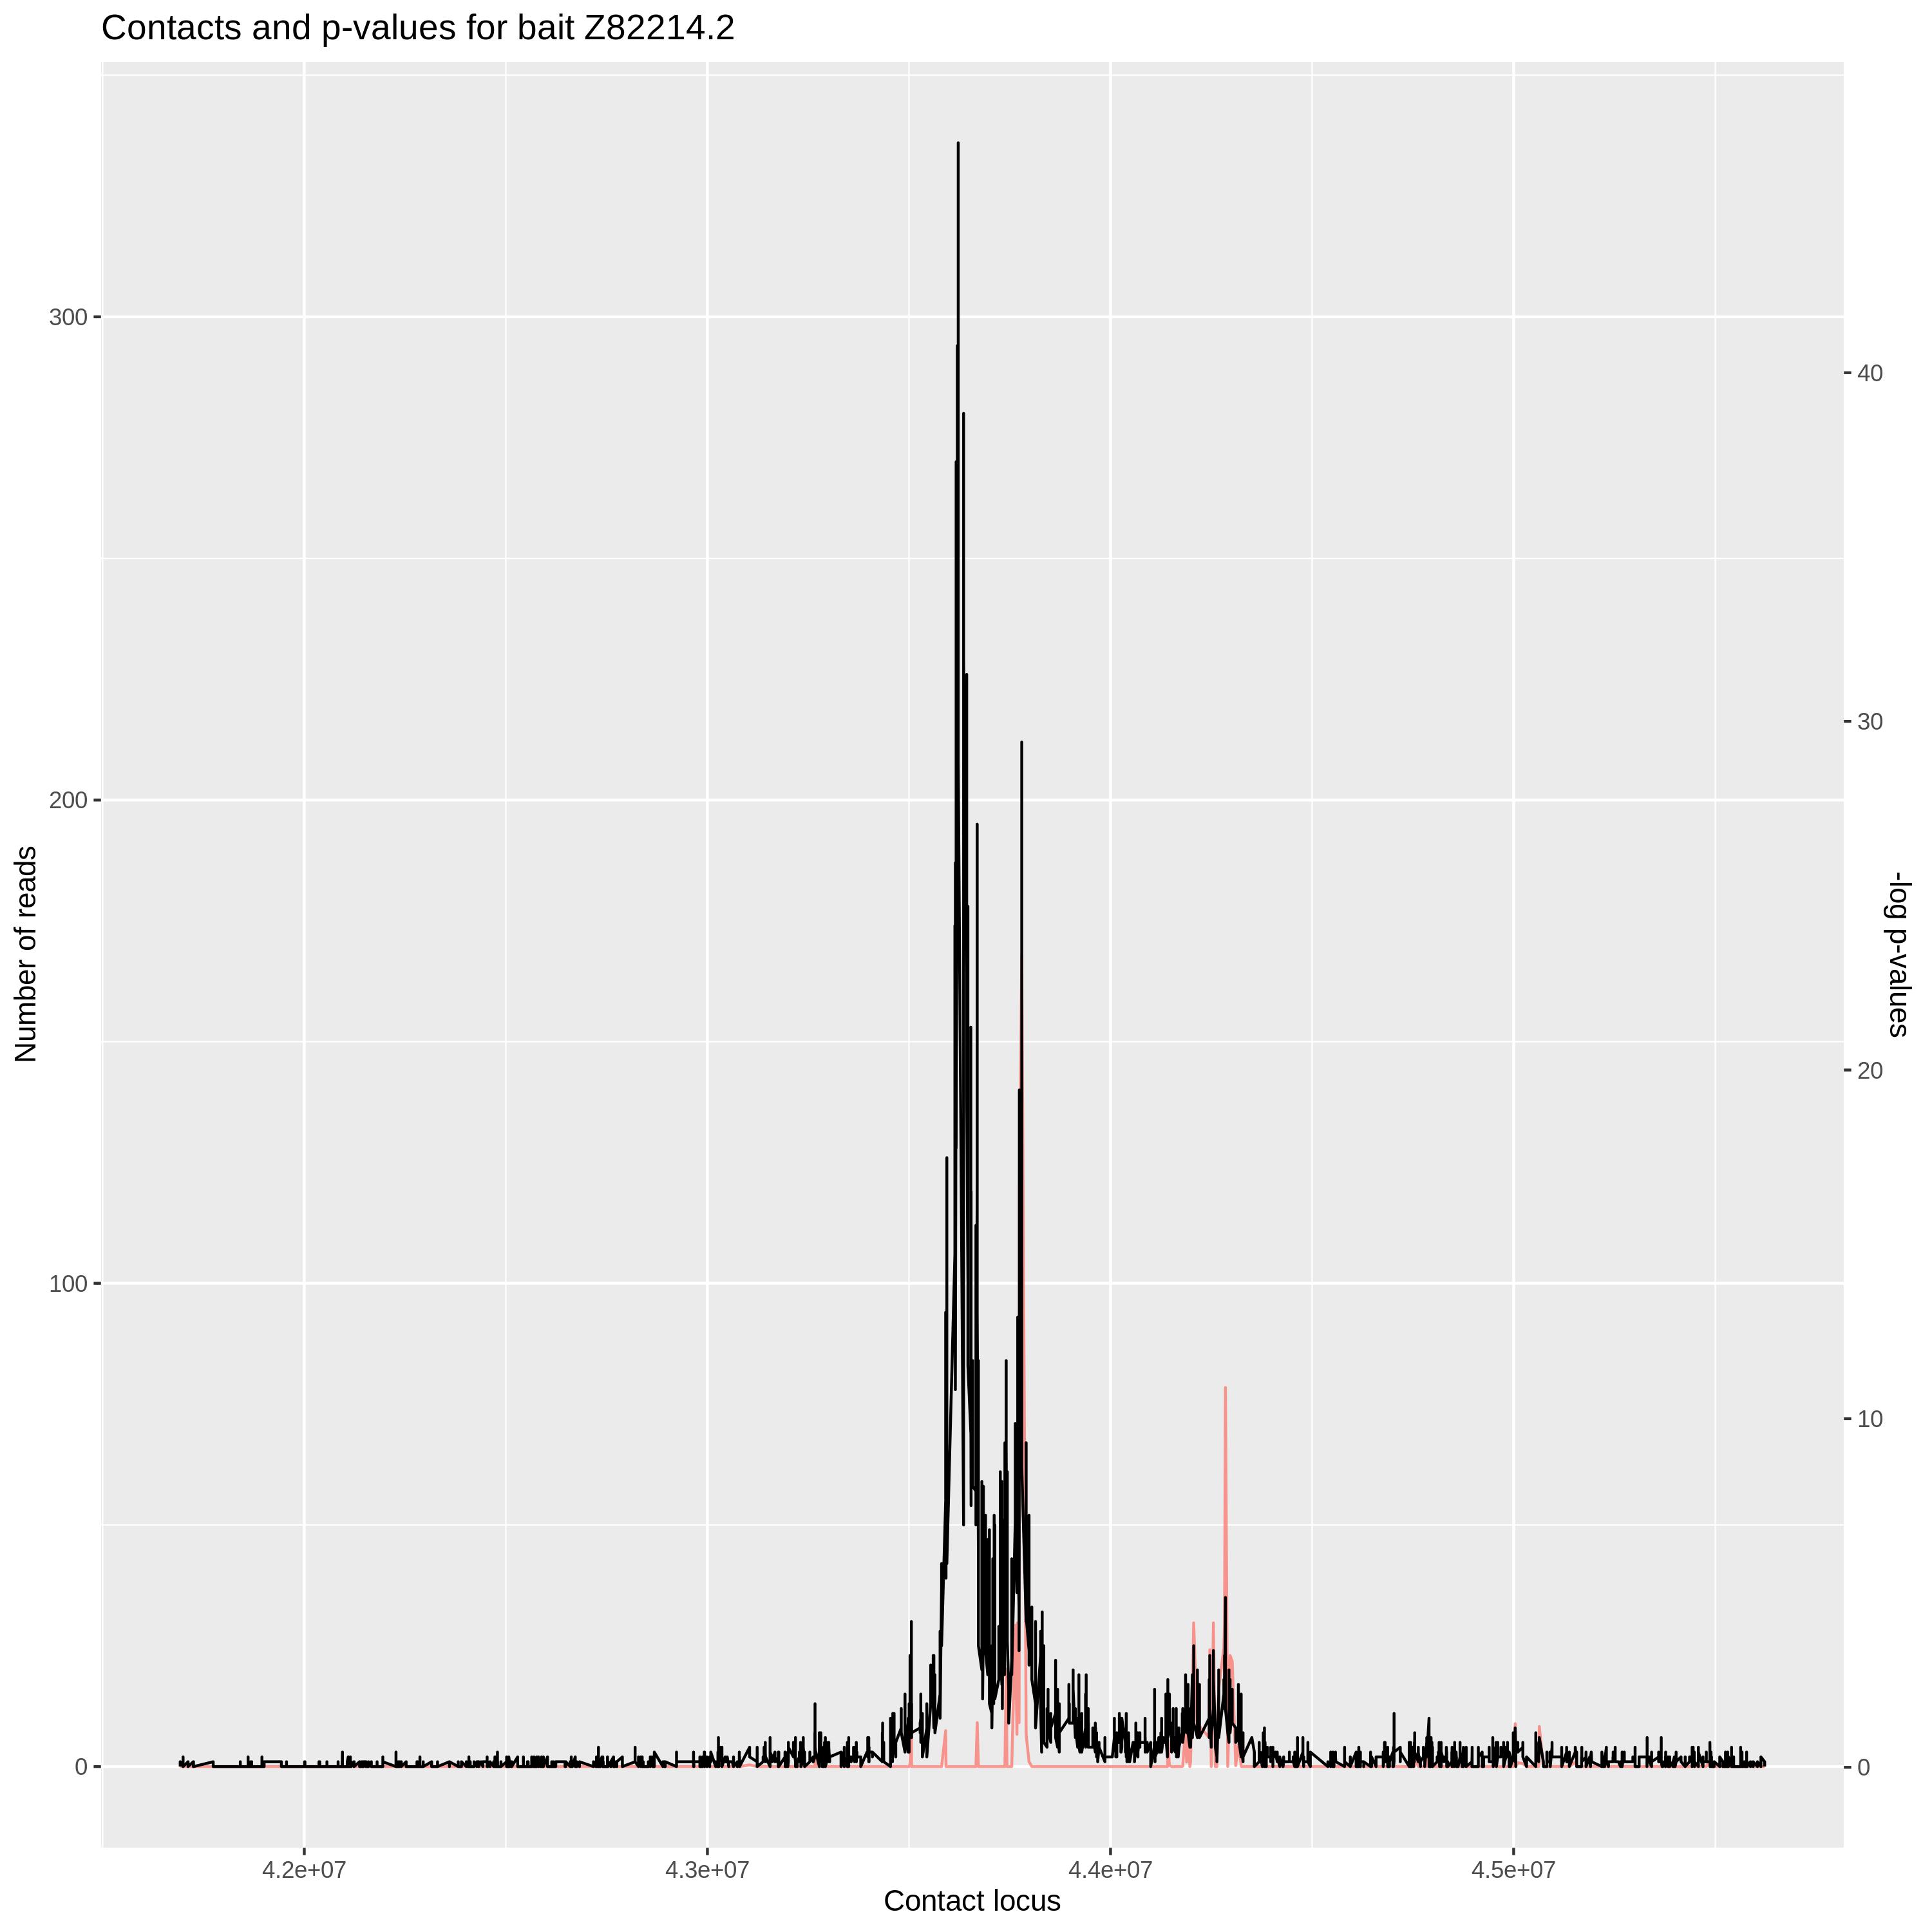 Contacts and p-values for bait Z82214.2
300
200
100
0
Number of reads
40
30
20
10
0
-log p-values
4.2e+07
4.3e+07
4.4e+07
4.5e+07
Contact locus